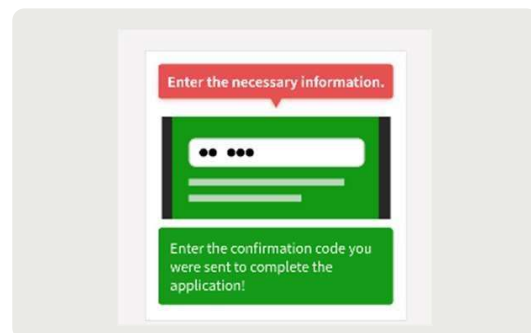 Enter the necessary information.
Enter the confirmation code you
were sent to complete the
application!